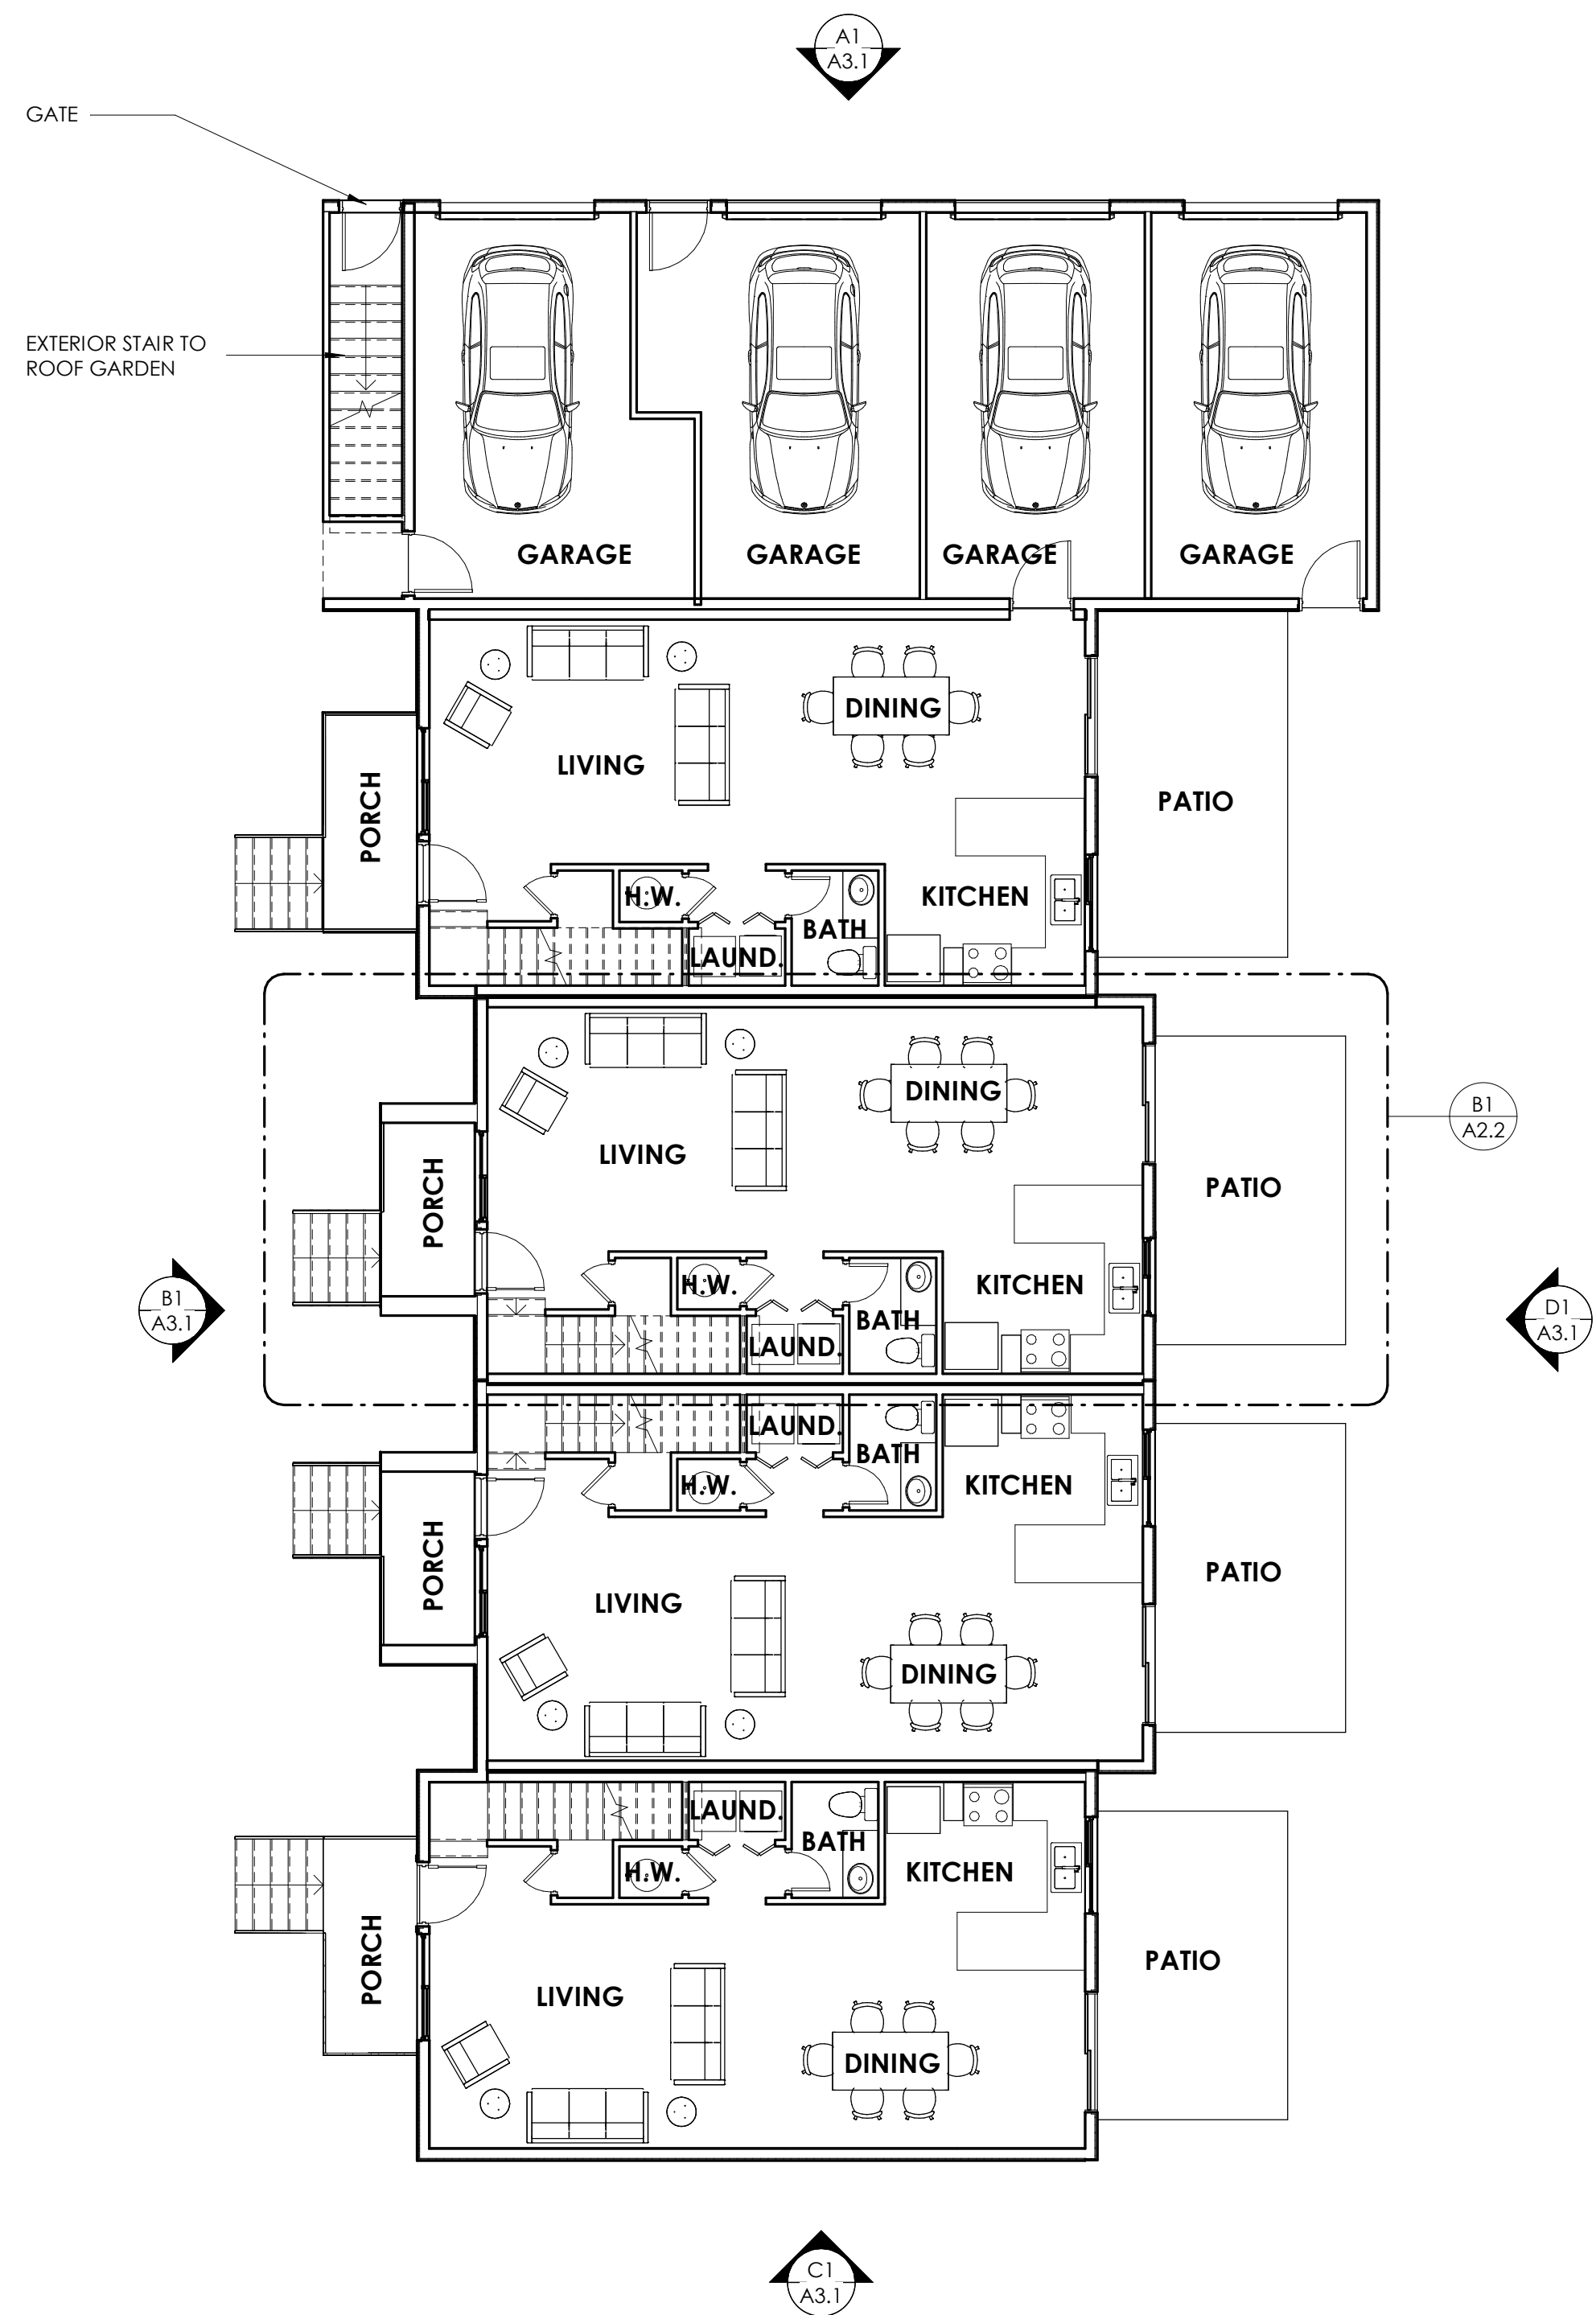 A1
A3.1
GATE
EXTERIOR STAIR TO
ROOF GARDEN
GARAGE
GARAGE
GARAGE
GARAGE
DINING
LIVING
PORCH
PATIO
H.W.
KITCHEN
BATH
LAUND.
DINING
B1
A2.2
LIVING
PORCH
PATIO
H.W.
KITCHEN
B1
A3.1
D1
A3.1
BATH
LAUND.
LAUND.
BATH
H.W.
KITCHEN
PORCH
PATIO
LIVING
DINING
LAUND.
BATH
H.W.
KITCHEN
PORCH
PATIO
LIVING
DINING
C1
A3.1